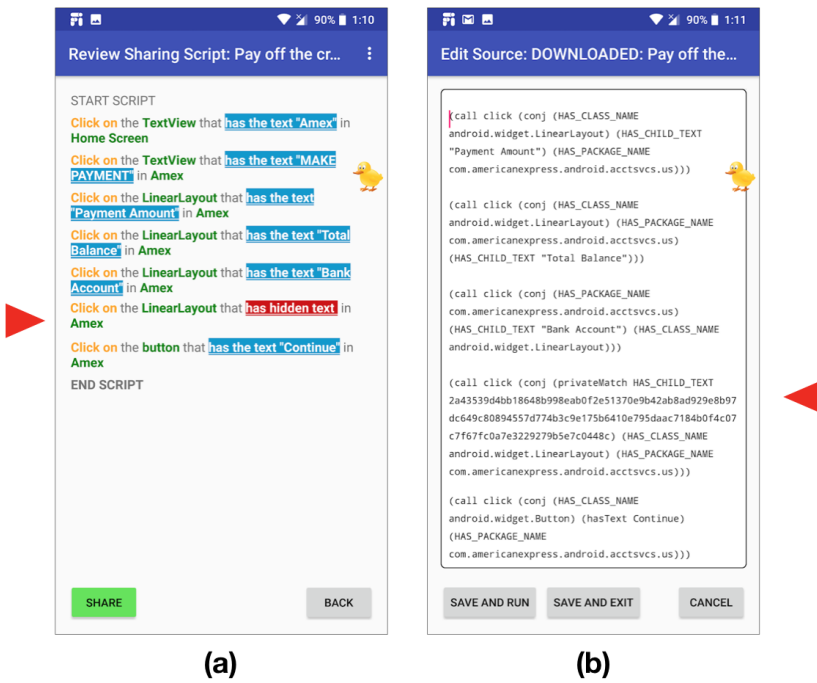 90% 1:10
Review Sharing Script: Pay off the cr...
START SCRIPT
Click on the TextView that has the text "Amex" in
Home Screen
Click on the TextView that has the text "MAKE
PAYMENT" in Amex
Click on the LinearLayout that has the text
"Payment Amount" in Amex
Click on the LinearLayout that has the text "Total
Balance" in Amex
Click on the LinearLayout that has the text "Bank
Account" in Amex
Click on the LinearLayout that has hidden text in
Amex
Click on the button that has the text "Continue" in
Amex
END SCRIPT
SHARE BACK
(a)
90% 1:11
Edit Source: DOWNLOADED: Pay off the...
(call click (conj (HAS_CLASS_NAME
android.widget.LinearLayout) (HAS_CHILD_TEXT
"Payment Amount") (HAS_PACKAGE_NAME
com.americanexpress.android.acctsvcs.us)))
(call click (conj (HAS_CLASS_NAME
android.widget.LinearLayout) (HAS_PACKAGE_NAME
com.americanexpress.android.acctsvcs.us)
(HAS_CHILD_TEXT "Total Balance")))
(call click (conj (HAS_PACKAGE_NAME
com.americanexpress.android.acctsvcs.us)
(HAS_CHILD_TEXT "Bank Account") (HAS_CLASS_NAME
android.widget.LinearLayout)))
(call click (conj (privateMatch HAS_CHILD_TEXT
2a43539d4bb18648b998eab0f2e51370e9b42ab8ad929e8b97
dc649c80894557d774b3c9e175b6410e795daac7184b0f4c07
c7f67fc0a7e3229279b5e7c0448c) (HAS_CLASS_NAME
android.widget.LinearLayout) (HAS_PACKAGE_NAME
com.americanexpress.android.acctsvcs.us)))
(call click (conj (HAS_CLASS_NAME
android.widget.Button) (hasText Continue)
(HAS_PACKAGE_NAME
com.americanexpress.android.acctsvcs.us)))
SAVE AND RUN SAVE AND EXIT CANCEL
(b)